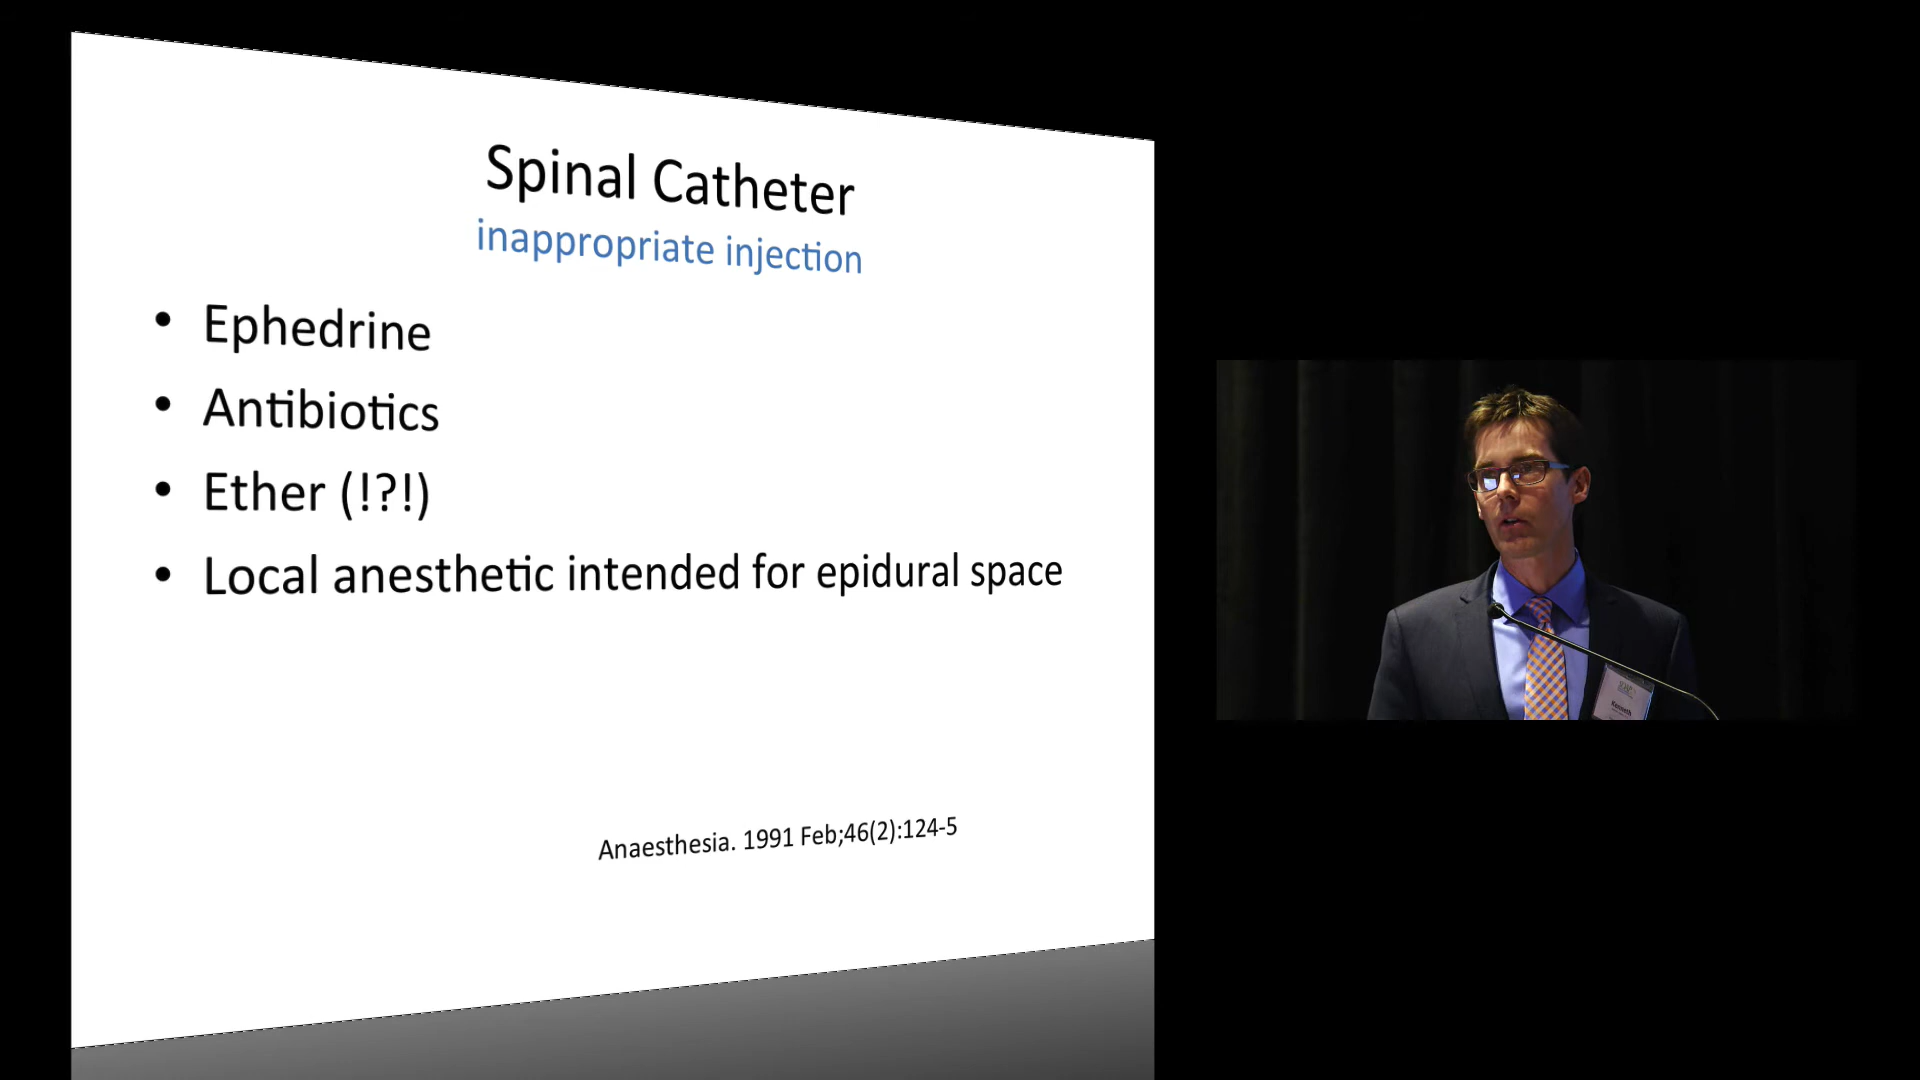 Spinal Catheter
inappropriate injection
• Ephedrine
• Antibiotics
• Ether (!?!)
• Local anesthetic intended for epidural space
Anaesthesia. 1991 Feb;46(2):124-5
Kenneth